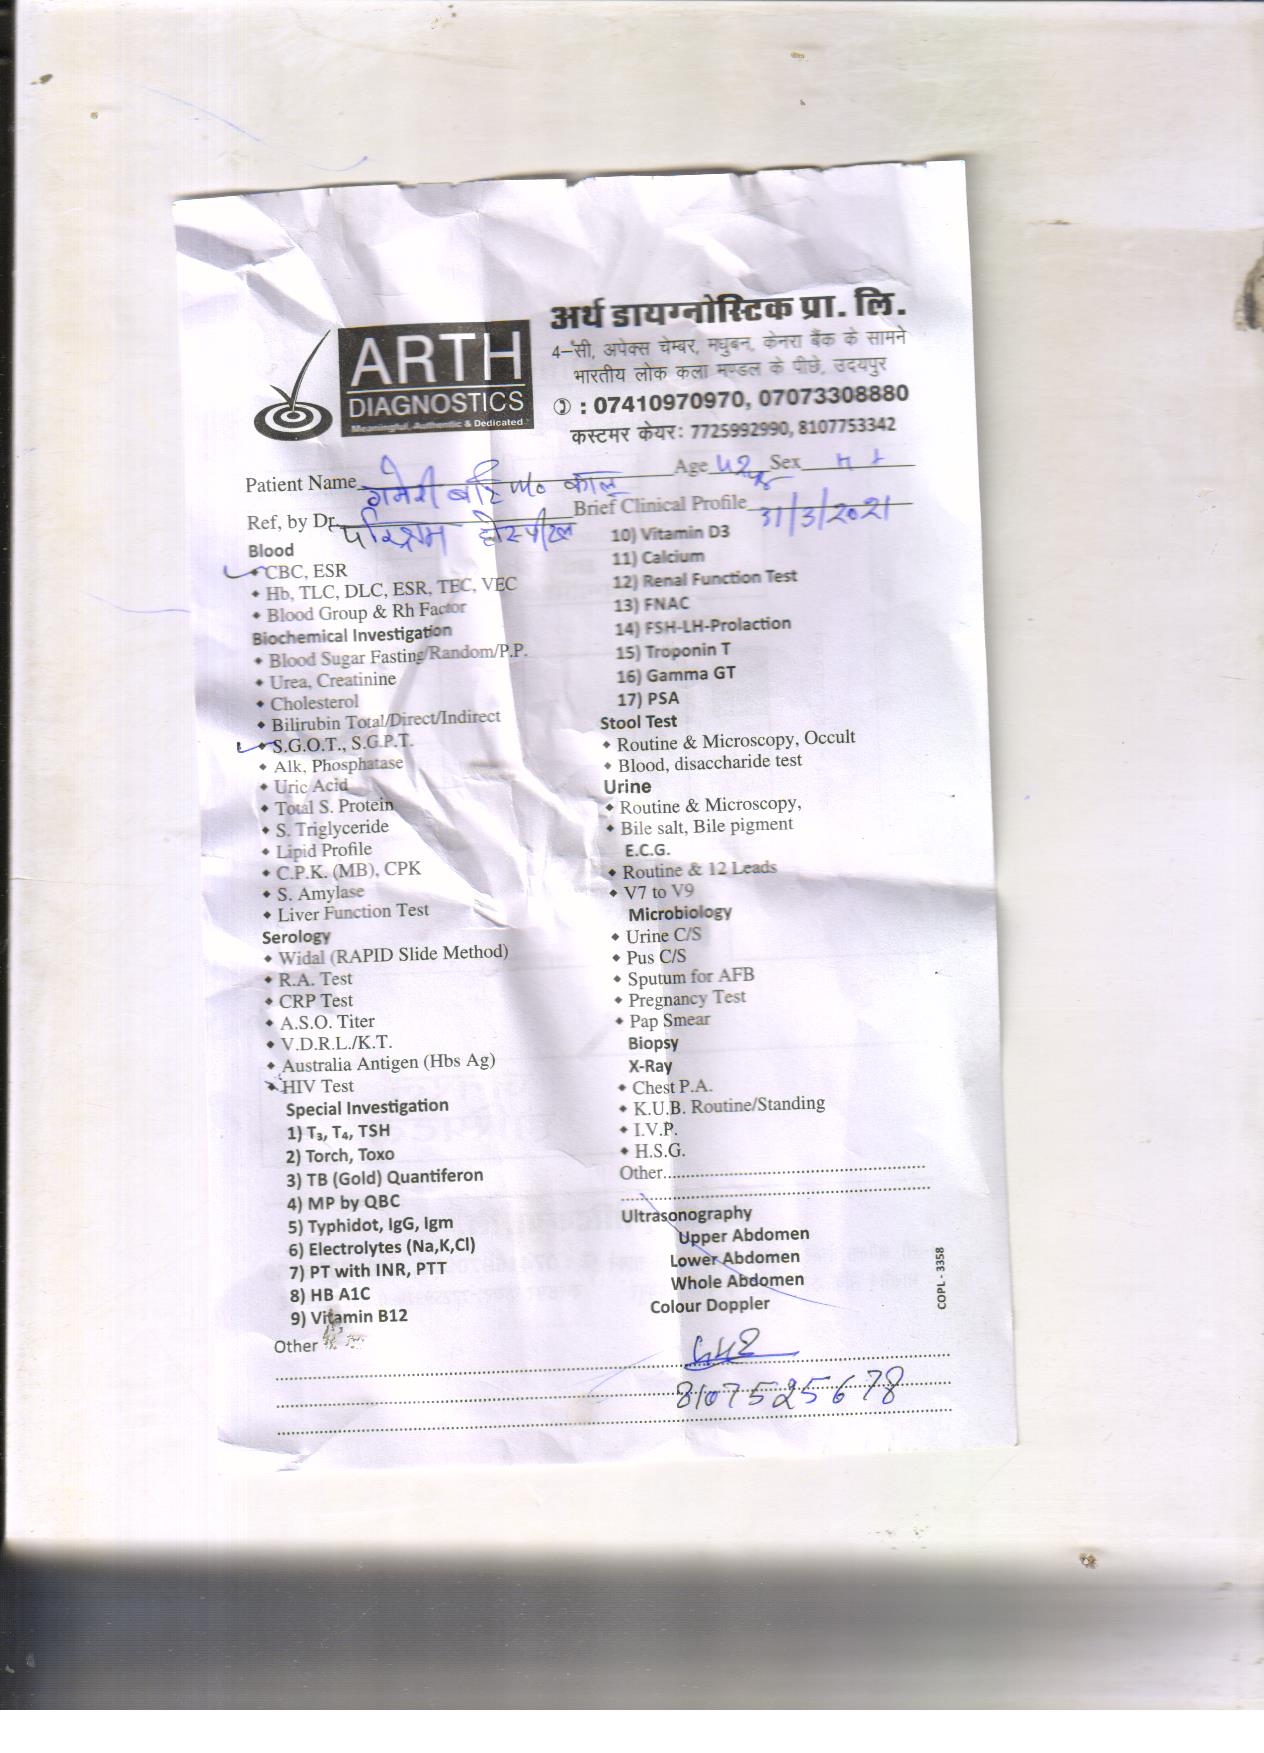 ARTH
DIAGNOSTICS
Meaningful, Authentic & Dedicated
अर्थ डायग्नोस्टिक प्रा. लि.
4-सी, अपेक्स चेम्बर, मधुबन, केनरा बैंक के सामने
भारतीय लोक कला मण्डल के पीछे, उदयपुर
: 07410970970, 07073308880
कस्टमर केयर: 7725992990, 8107753342
Patient Name गमेरी बाई w/o कालु Age 42 Sex
Ref, by Dr. परिश्रम होस्पीटल Brief Clinical Profile 31/3/2021
Blood
CBC, ESR
Hb, TLC, DLC, ESR, TEC, VEC
Blood Group & Rh Factor
Biochemical Investigation
Blood Sugar Fasting/Random/P.P.
Urea, Creatinine
Cholesterol
Bilirubin Total/Direct/Indirect
S.G.O.T., S.G.P.T.
Alk, Phosphatase
Uric Acid
Total S. Protein
S. Triglyceride
Lipid Profile
C.P.K. (MB), CPK
S. Amylase
Liver Function Test
Serology
Widal (RAPID Slide Method)
R.A. Test
CRP Test
A.S.O. Titer
V.D.R.L./K.T.
Australia Antigen (Hbs Ag)
HIV Test
Special Investigation
1) T₃, T₄, TSH
2) Torch, Toxo
3) TB (Gold) Quantiferon
4) MP by QBC
5) Typhidot, IgG, Igm
6) Electrolytes (Na,K,Cl)
7) PT with INR, PTT
8) HB A1C
9) Vitamin B12
Other
10) Vitamin D3
11) Calcium
12) Renal Function Test
13) FNAC
14) FSH-LH-Prolaction
15) Troponin T
16) Gamma GT
17) PSA
Stool Test
Routine & Microscopy, Occult
Blood, disaccharide test
Urine
Routine & Microscopy,
Bile salt, Bile pigment
E.C.G.
Routine & 12 Leads
V7 to V9
Microbiology
Urine C/S
Pus C/S
Sputum for AFB
Pregnancy Test
Pap Smear
Biopsy
X-Ray
Chest P.A.
K.U.B. Routine/Standing
I.V.P.
H.S.G.
Other
Ultrasonography
Upper Abdomen
Lower Abdomen
Whole Abdomen
Colour Doppler
COPL - 3358
8107525678